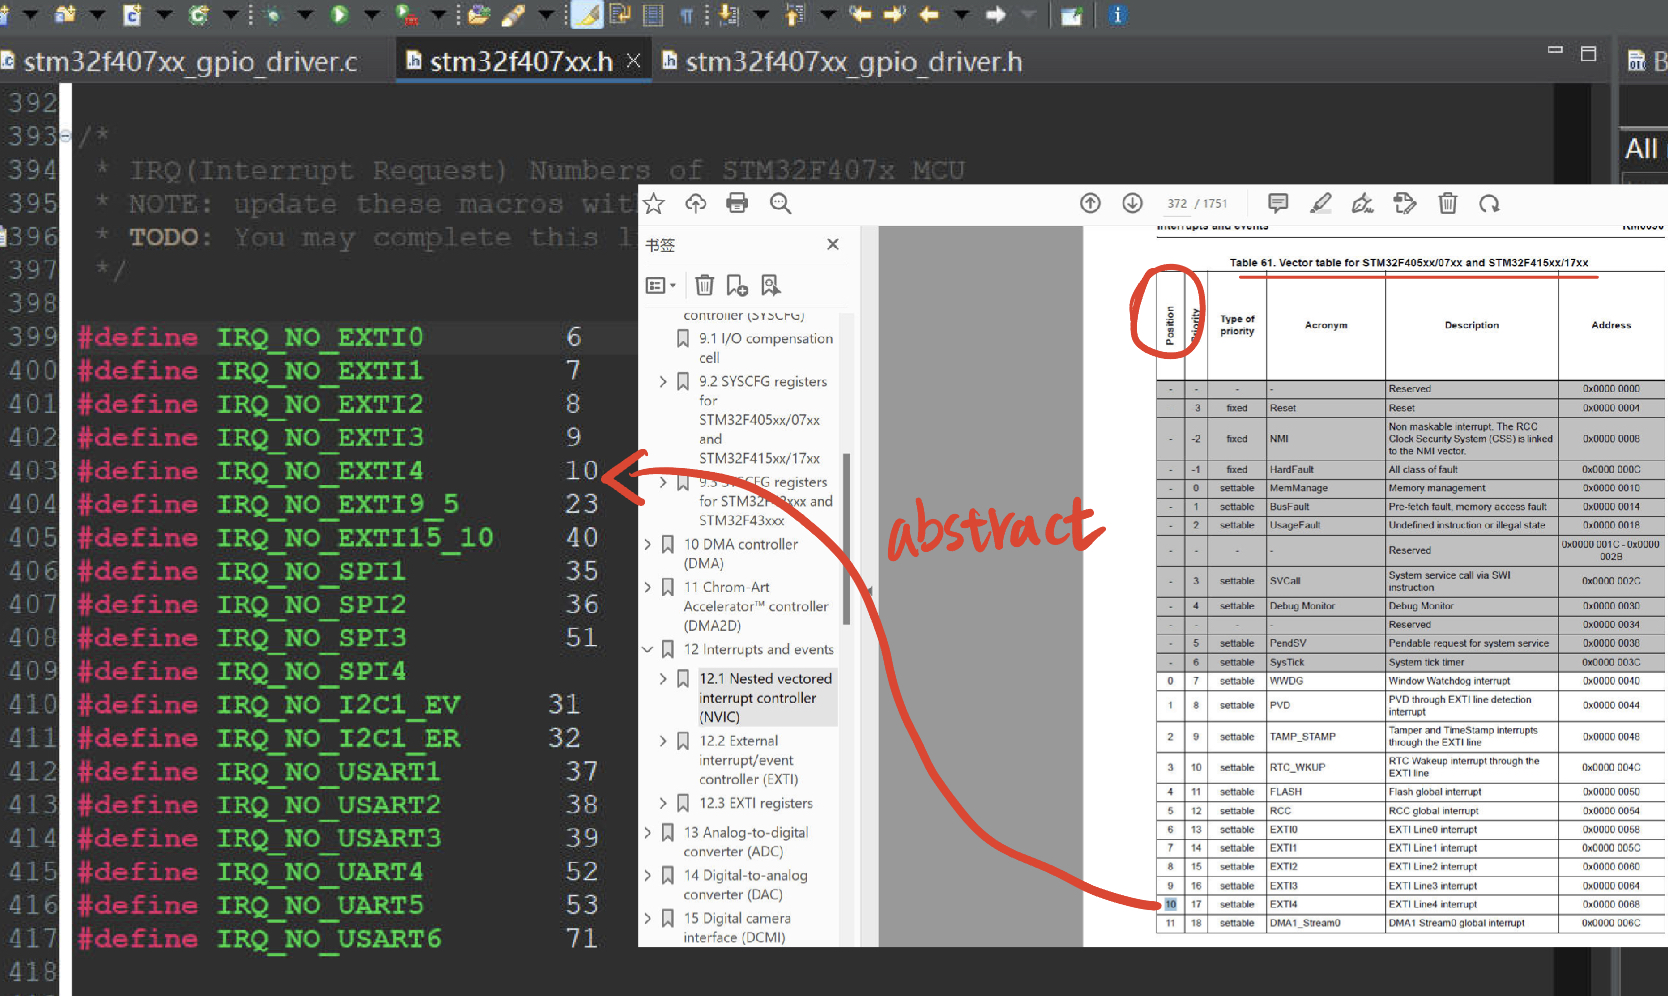 stm32f407xx_gpio_driver.c
stm32f407xx.h
stm32f407xx_gpio_driver.h
All
392
393 /*
394 * IRQ(Interrupt Request) Numbers of STM32F407x MCU
395 * NOTE: update these macros wit
396 * TODO: You may complete this l
397 */
398
399 #define IRQ_NO_EXTI0 6
400 #define IRQ_NO_EXTI1 7
401 #define IRQ_NO_EXTI2 8
402 #define IRQ_NO_EXTI3 9
403 #define IRQ_NO_EXTI4 10
404 #define IRQ_NO_EXTI9_5 23
405 #define IRQ_NO_EXTI15_10 40
406 #define IRQ_NO_SPI1 35
407 #define IRQ_NO_SPI2 36
408 #define IRQ_NO_SPI3 51
409 #define IRQ_NO_SPI4
410 #define IRQ_NO_I2C1_EV 31
411 #define IRQ_NO_I2C1_ER 32
412 #define IRQ_NO_USART1 37
413 #define IRQ_NO_USART2 38
414 #define IRQ_NO_USART3 39
415 #define IRQ_NO_UART4 52
416 #define IRQ_NO_UART5 53
417 #define IRQ_NO_USART6 71
418
372 / 1751
书签
controller (SYSCFG)
9.1 I/O compensation
cell
9.2 SYSCFG registers
for
STM32F405xx/07xx
and
STM32F415xx/17xx
9.3 SYSCFG registers
for STM32F42xxx and
STM32F43xxx
10 DMA controller
(DMA)
11 Chrom-Art
Accelerator™ controller
(DMA2D)
12 Interrupts and events
12.1 Nested vectored
interrupt controller
(NVIC)
12.2 External
interrupt/event
controller (EXTI)
12.3 EXTI registers
13 Analog-to-digital
converter (ADC)
14 Digital-to-analog
converter (DAC)
15 Digital camera
interface (DCMI)
abstract
Interrupts and events RM0090
Table 61. Vector table for STM32F405xx/07xx and STM32F415xx/17xx
Position Priority Type of priority Acronym Description Address
- - - - Reserved 0x0000 0000
-3 fixed Reset Reset 0x0000 0004
- -2 fixed NMI Non maskable interrupt. The RCC Clock Security System (CSS) is linked to the NMI vector. 0x0000 0008
- -1 fixed HardFault All class of fault 0x0000 000C
- 0 settable MemManage Memory management 0x0000 0010
- 1 settable BusFault Pre-fetch fault, memory access fault 0x0000 0014
- 2 settable UsageFault Undefined instruction or illegal state 0x0000 0018
- - - - Reserved 0x0000 001C - 0x0000 002B
- 3 settable SVCall System service call via SWI instruction 0x0000 002C
- 4 settable Debug Monitor Debug Monitor 0x0000 0030
- - - - Reserved 0x0000 0034
- 5 settable PendSV Pendable request for system service 0x0000 0038
- 6 settable SysTick System tick timer 0x0000 003C
0 7 settable WWDG Window Watchdog interrupt 0x0000 0040
1 8 settable PVD PVD through EXTI line detection interrupt 0x0000 0044
2 9 settable TAMP_STAMP Tamper and TimeStamp interrupts through the EXTI line 0x0000 0048
3 10 settable RTC_WKUP RTC Wakeup interrupt through the EXTI line 0x0000 004C
4 11 settable FLASH Flash global interrupt 0x0000 0050
5 12 settable RCC RCC global interrupt 0x0000 0054
6 13 settable EXTI0 EXTI Line0 interrupt 0x0000 0058
7 14 settable EXTI1 EXTI Line1 interrupt 0x0000 005C
8 15 settable EXTI2 EXTI Line2 interrupt 0x0000 0060
9 16 settable EXTI3 EXTI Line3 interrupt 0x0000 0064
10 17 settable EXTI4 EXTI Line4 interrupt 0x0000 0068
11 18 settable DMA1_Stream0 DMA1 Stream0 global interrupt 0x0000 006C